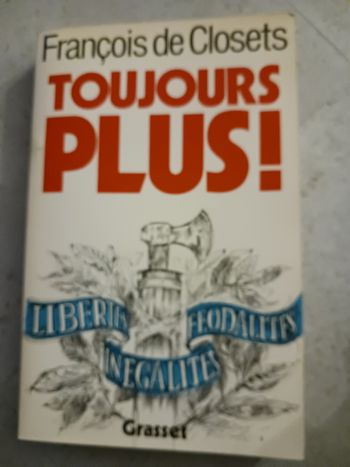 François de Closets
TOUJOURS
PLUS!
LIBERTES
FEODALITES
INEGALITES
Grasset